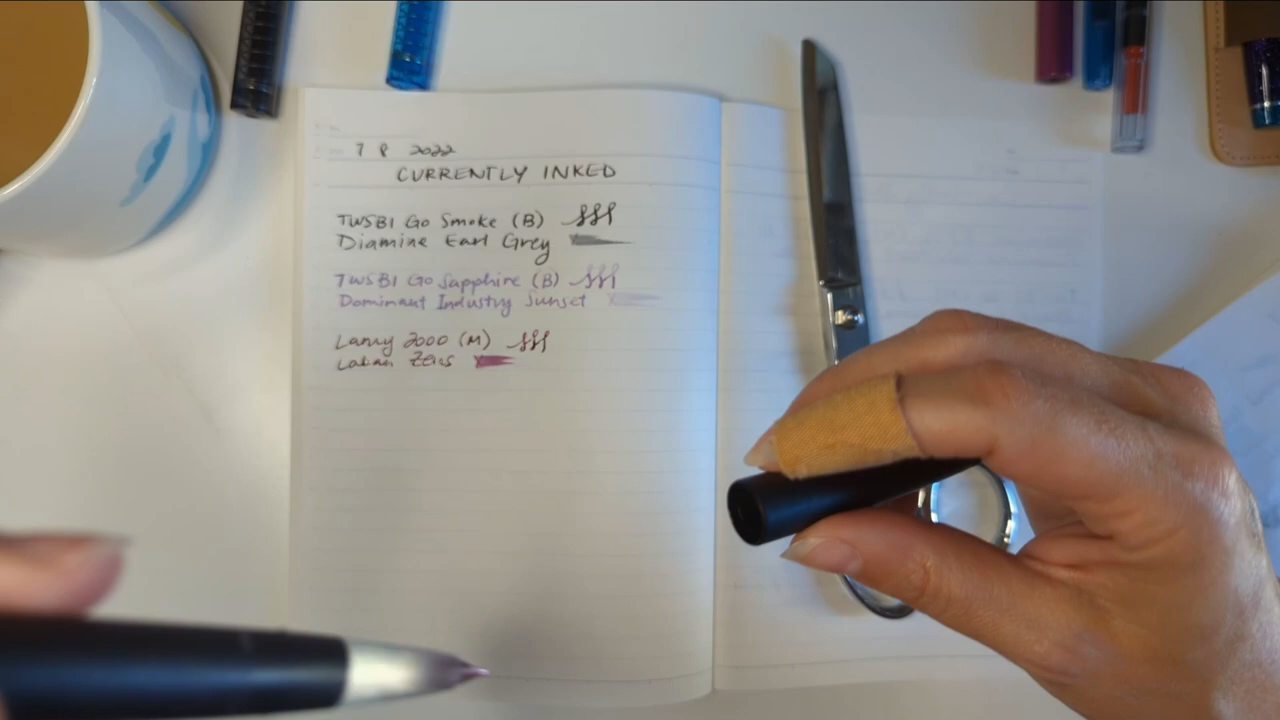 7 8 2022
CURRENTLY INKED
TWSBI Go Smoke (B)
Diamine Earl Grey
TWSBI Go Sapphire (B)
Dominant Industry Sunset
Lamy 2000 (M)
Laban Zeus